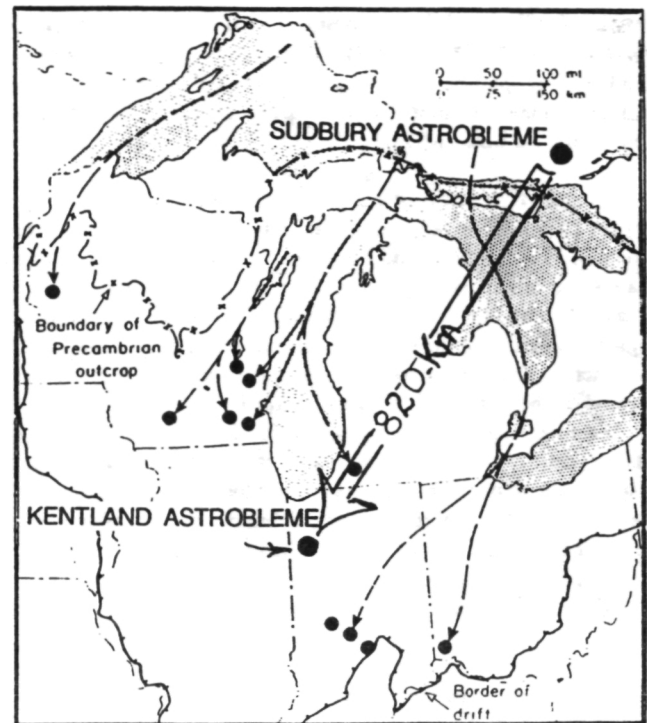 0 50 100 mi
0 75 150 km
SUDBURY ASTROBLEME
Boundary of
Precambrian
outcrop
820-Km
KENTLAND ASTROBLEME
Border of
drift